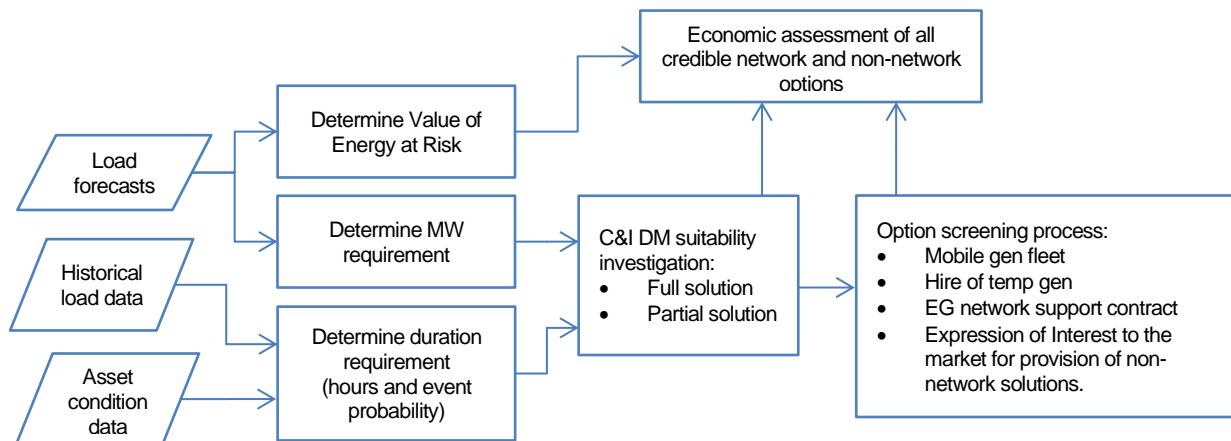 Economic assessment of all
credible network and non-network
options
Determine Value of
Energy at Risk
Load
forecasts
Determine MW
requirement
C&I DM suitability
investigation:
• Full solution
• Partial solution
Option screening process:
• Mobile gen fleet
• Hire of temp gen
• EG network support contract
• Expression of Interest to the
market for provision of non-
network solutions.
Historical
load data
Determine duration
requirement
(hours and event
probability)
Asset
condition
data